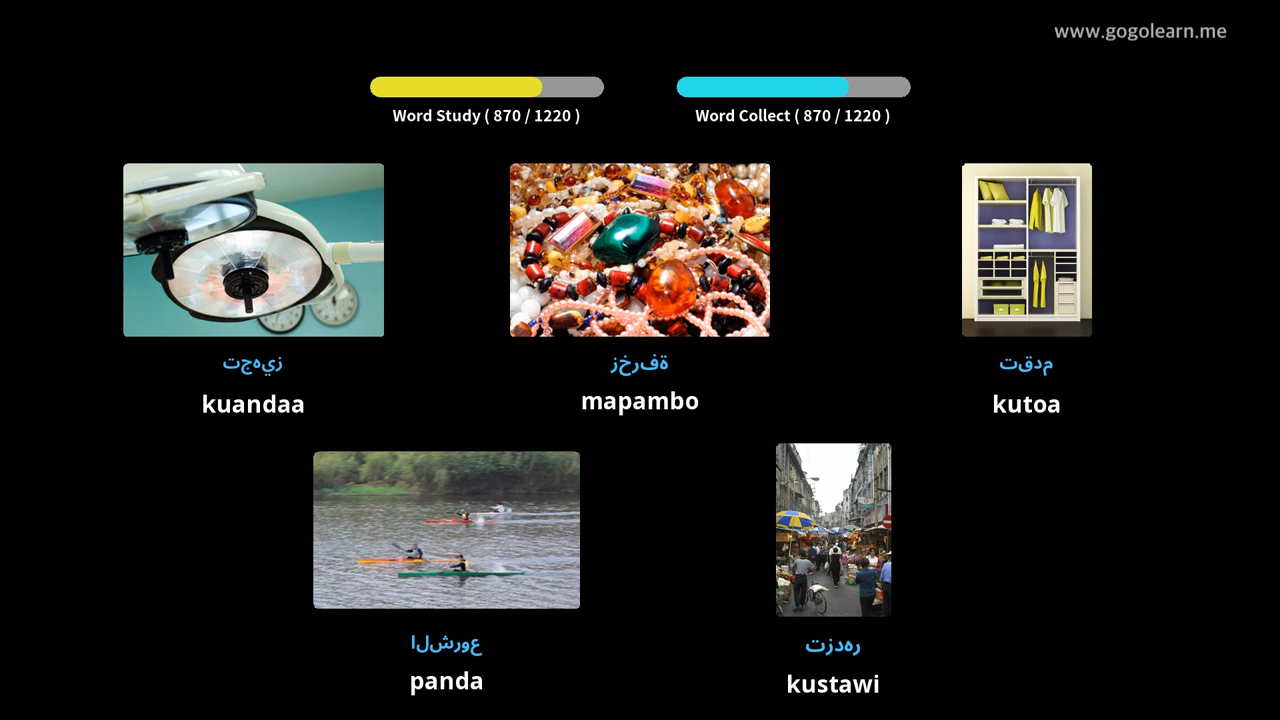 www.gogolearn.me
Word Study ( 870 / 1220 )
Word Collect ( 870 / 1220 )
تجهيز
زخرفة
تقدم
kuandaa
mapambo
kutoa
الشروع
تزدهر
panda
kustawi